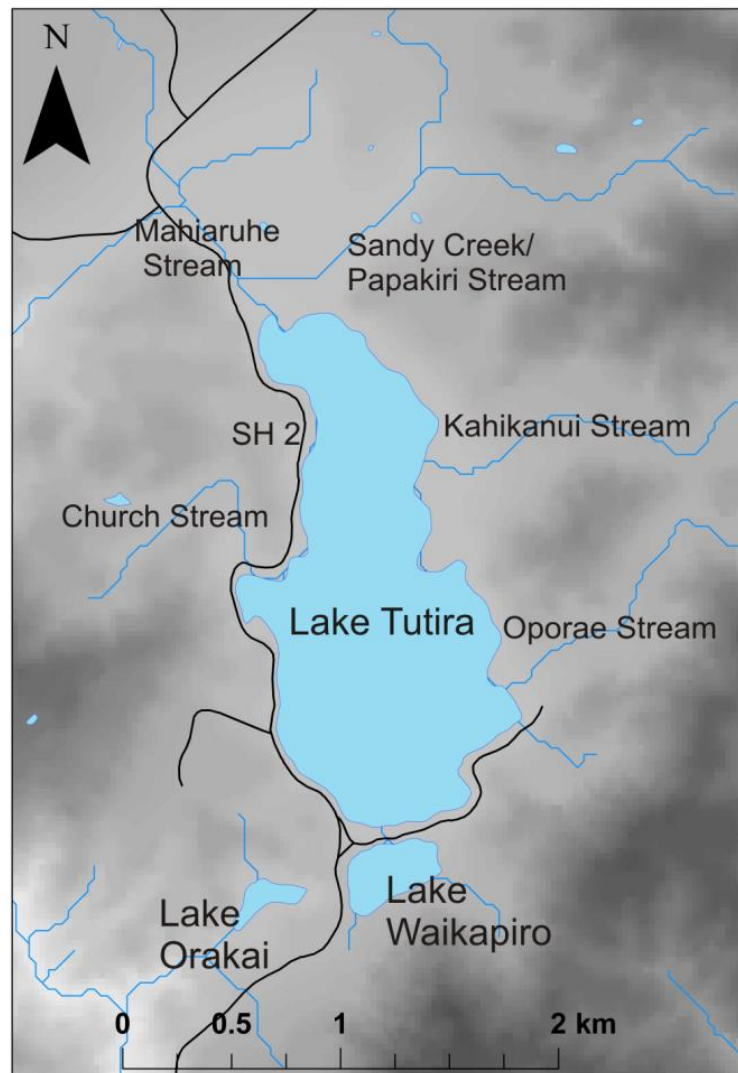 N
Mahiaruhe
Stream
Sandy Creek/
Papakiri Stream
SH 2
Kahikanui Stream
Church Stream
Lake Tutira
Oporae Stream
Lake
Orakai
Lake
Waikapiro
0 0.5 1 2 km